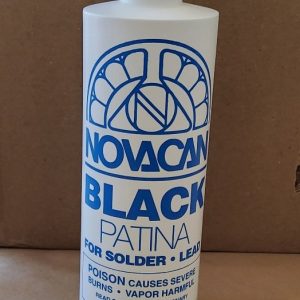 N
NOVACAN
BLACK
PATINA
FOR SOLDER • LEAD
POISON CAUSES SEVERE
BURNS • VAPOR HARMFUL